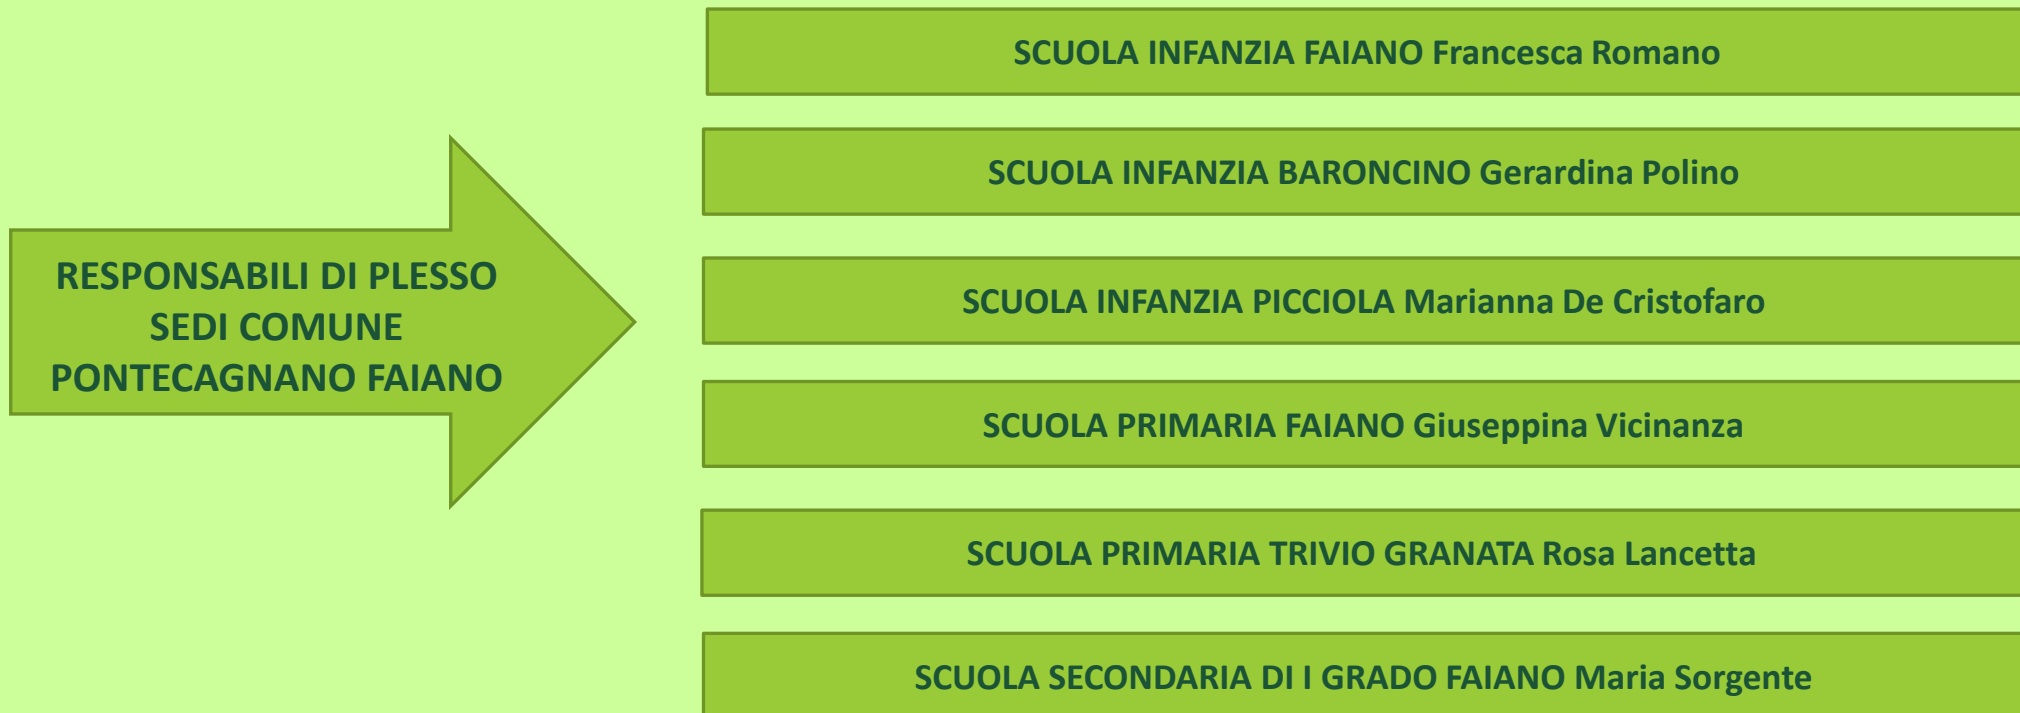 RESPONSABILI DI PLESSO
SEDI COMUNE
PONTECAGNANO FAIANO
SCUOLA INFANZIA FAIANO Francesca Romano
SCUOLA INFANZIA BARONCINO Gerardina Polino
SCUOLA INFANZIA PICCIOLA Marianna De Cristofaro
SCUOLA PRIMARIA FAIANO Giuseppina Vicinanza
SCUOLA PRIMARIA TRIVIO GRANATA Rosa Lancetta
SCUOLA SECONDARIA DI I GRADO FAIANO Maria Sorgente